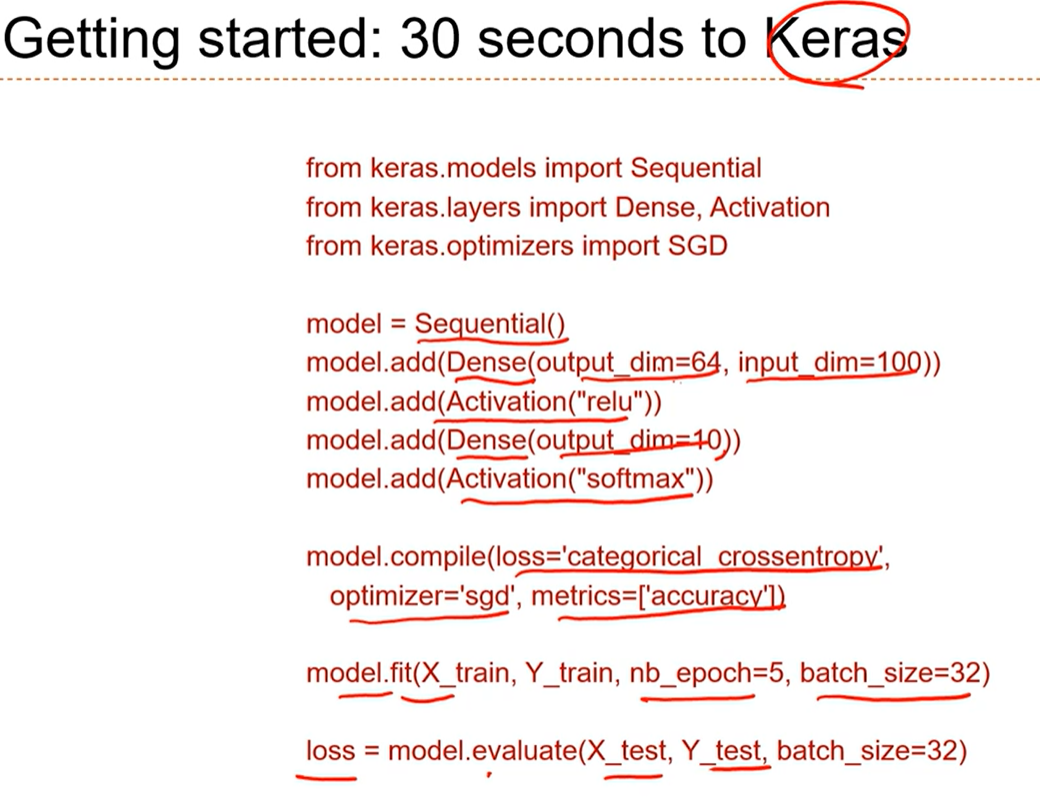 Getting started: 30 seconds to Keras
from keras.models import Sequential
from keras.layers import Dense, Activation
from keras.optimizers import SGD
model = Sequential()
model.add(Dense(output_dim=64, input_dim=100))
model.add(Activation("relu"))
model.add(Dense(output_dim=10))
model.add(Activation("softmax"))
model.compile(loss='categorical_crossentropy',
optimizer='sgd', metrics=['accuracy'])
model.fit(X_train, Y_train, nb_epoch=5, batch_size=32)
loss = model.evaluate(X_test, Y_test, batch_size=32)